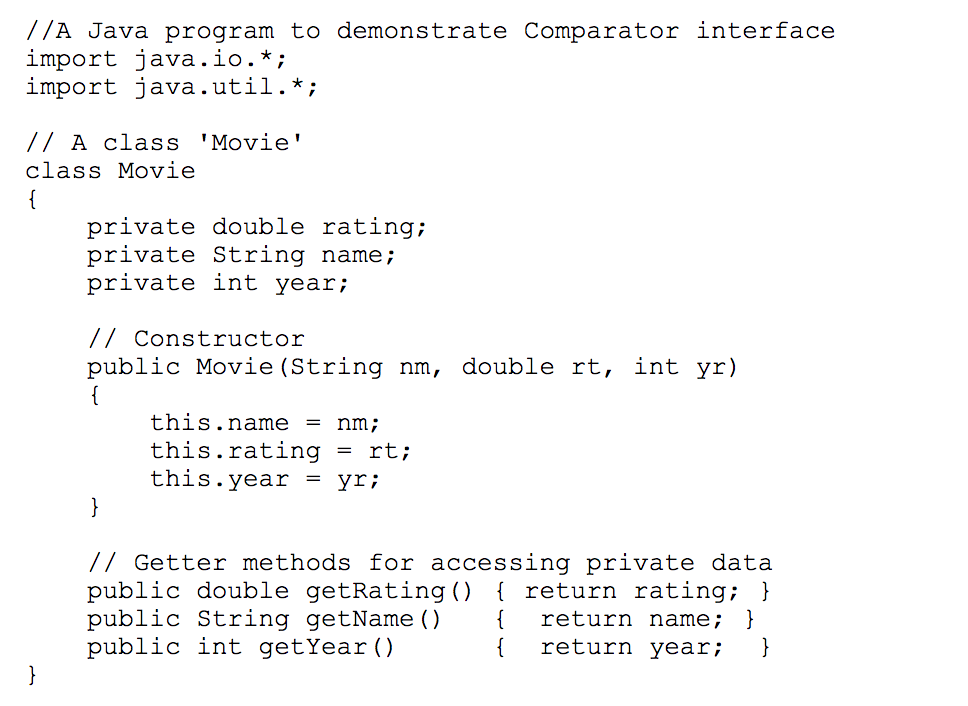 //A Java program to demonstrate Comparator interface
import java.io.*;
import java.util.*;

// A class 'Movie'
class Movie
{
    private double rating;
    private String name;
    private int year;

    // Constructor
    public Movie(String nm, double rt, int yr)
    {
        this.name = nm;
        this.rating = rt;
        this.year = yr;
    }

    // Getter methods for accessing private data
    public double getRating() { return rating; }
    public String getName()   {  return name; }
    public int getYear()      {  return year;  }
}